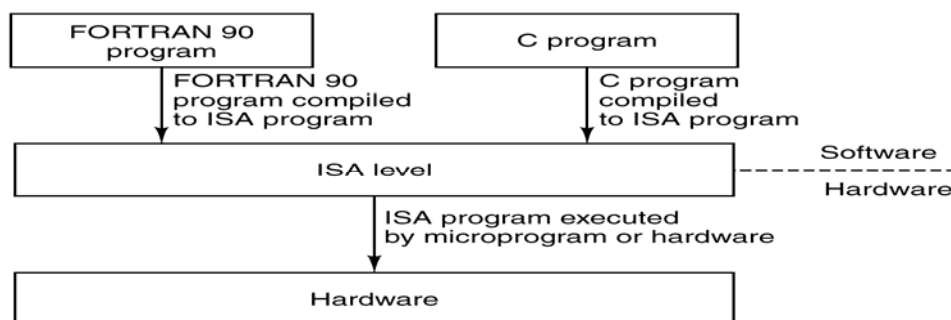 FORTRAN 90
program
C program
FORTRAN 90
program compiled
to ISA program
C program
compiled
to ISA program
ISA level
Software
Hardware
ISA program executed
by microprogram or hardware
Hardware